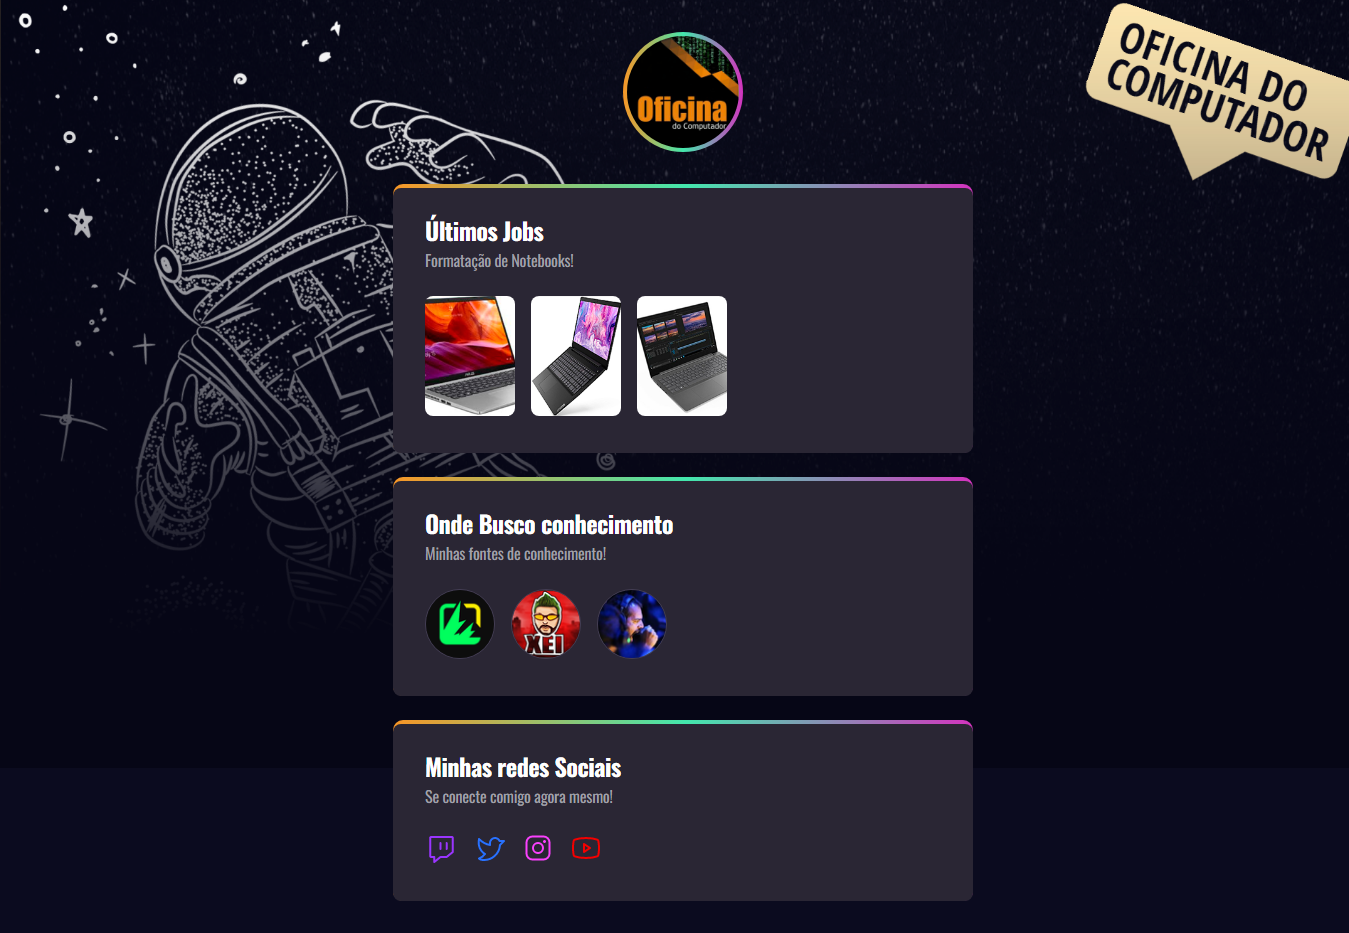 OFICINA DO
COMPUTADOR
Oficina
do Computador
Últimos Jobs
Formatação de Notebooks!
Onde Busco conhecimento
Minhas fontes de conhecimento!
XEI
Minhas redes Sociais
Se conecte comigo agora mesmo!